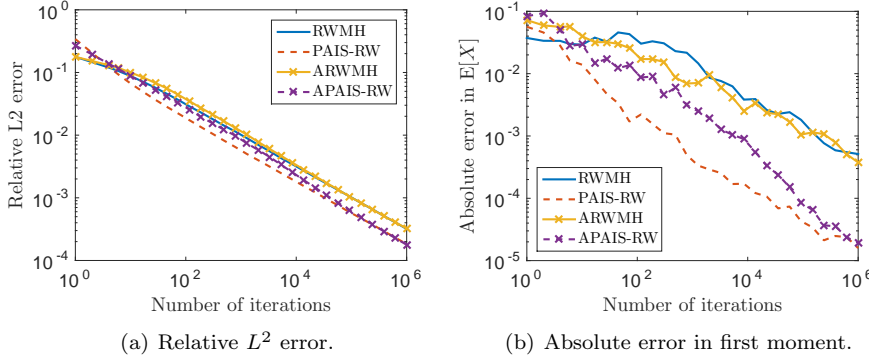 10^0
10^-1
10^-2
10^-3
10^-4
Relative L2 error
10^0
10^2
10^4
10^6
Number of iterations
RWMH
PAIS-RW
ARWMH
APAIS-RW
(a) Relative L^2 error.
10^-1
10^-2
10^-3
10^-4
10^-5
Absolute error in E[X]
10^0
10^2
10^4
10^6
Number of iterations
RWMH
PAIS-RW
ARWMH
APAIS-RW
(b) Absolute error in first moment.